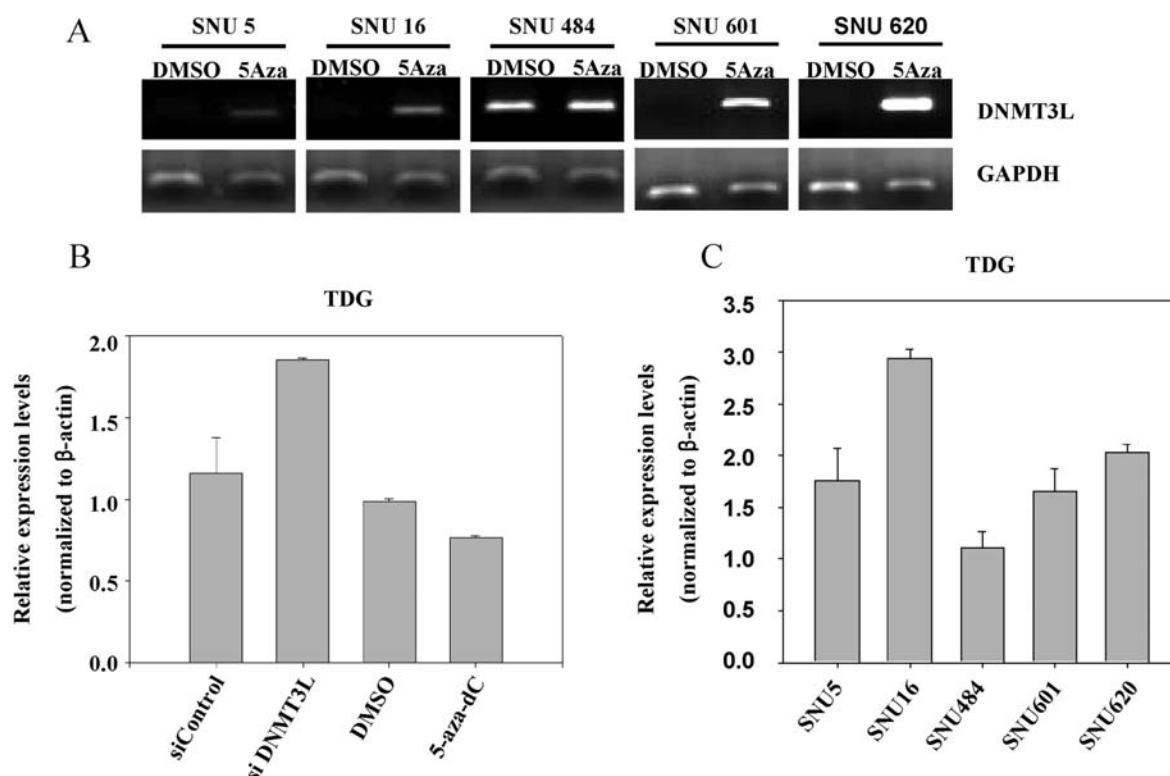 A
SNU 5 SNU 16 SNU 484 SNU 601 SNU 620
DMSO 5Aza DMSO 5Aza DMSO 5Aza DMSO 5Aza DMSO 5Aza
DNMT3L
GAPDH
B
TDG
Relative expression levels
(normalized to β-actin)
2.0
1.5
1.0
0.5
0.0
siControl
si DNMT3L
DMSO
5-aza-dC
C
TDG
Relative expression levels
(normalized to β-actin)
3.5
3.0
2.5
2.0
1.5
1.0
0.5
0.0
SNU5
SNU16
SNU484
SNU601
SNU620